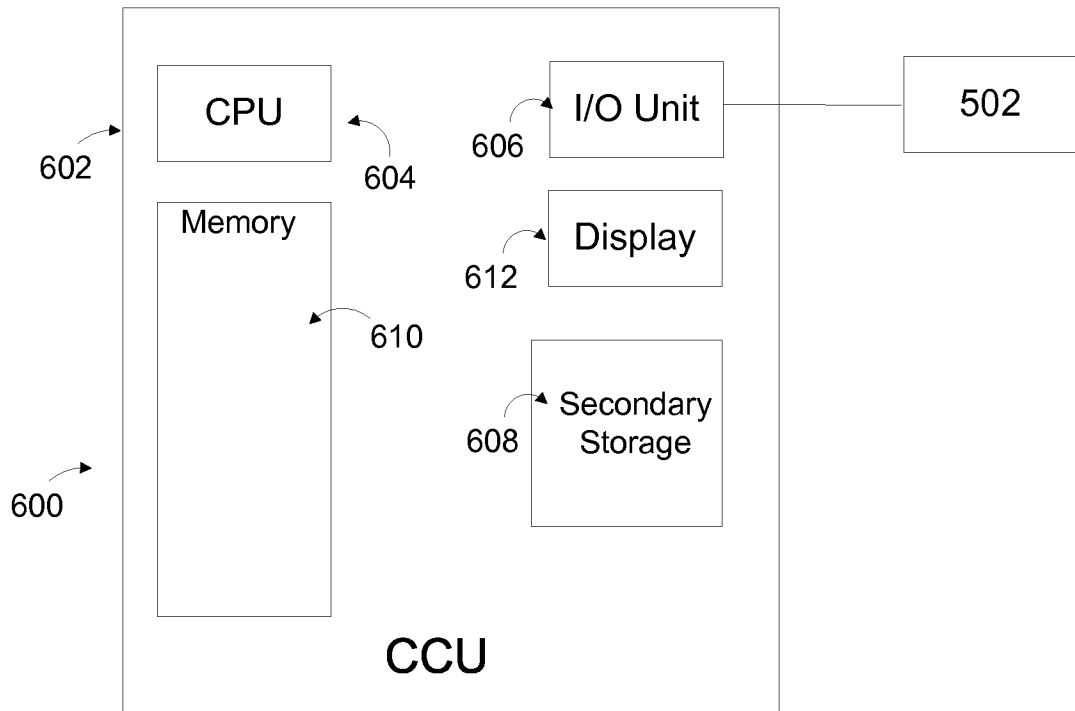 CPU
I/O Unit
502
602
604
606
Memory
Display
612
610
Secondary
Storage
608
600
CCU